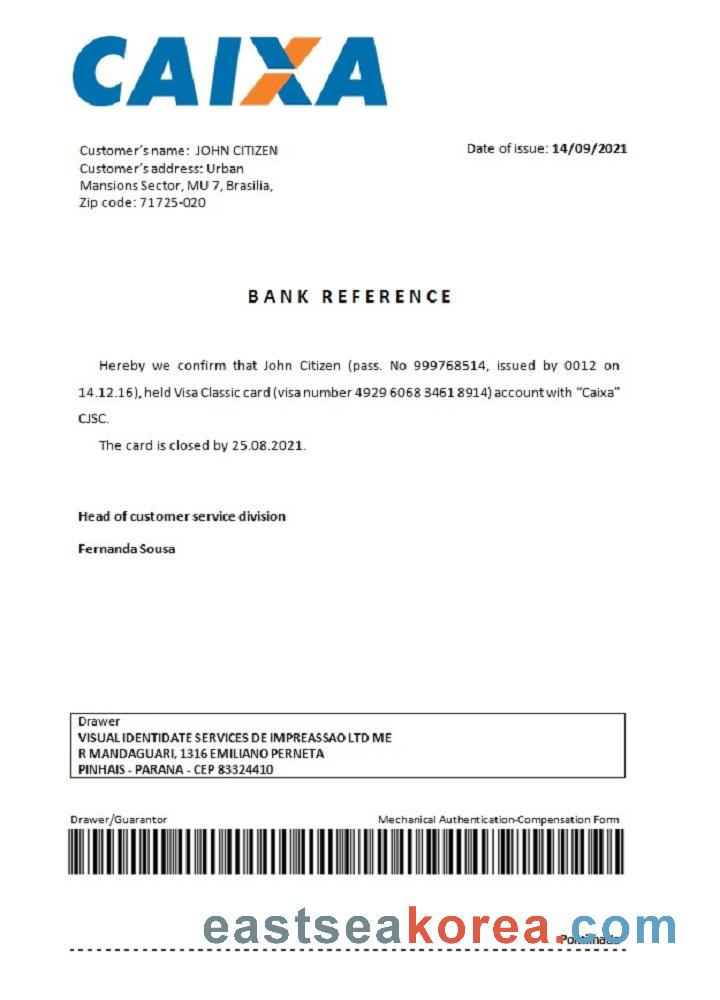 CAIXA
Customer's name: JOHN CITIZEN
Date of issue: 14/09/2021
Customer's address: Urban
Mansions Sector, MU 7, Brasilia,
Zip code: 71725-020
BANK REFERENCE
Hereby we confirm that John Citizen (pass. No 999768514, issued by 0012 on
14.12.16), held Visa Classic card (visa number 4929 6068 3461 8914) account with “Caixa”
CJSC.
The card is closed by 25.08.2021.
Head of customer service division
Fernanda Sousa
Drawer
VISUAL IDENTIDATE SERVICES DE IMPREASSAO LTD ME
R MANDAGUARI, 1316 EMILIANO PERNETA
PINHAIS - PARANA - CEP 83324410
Drawer/Guarantor
Mechanical Authentication-Compensation Form
eastseakorea.com